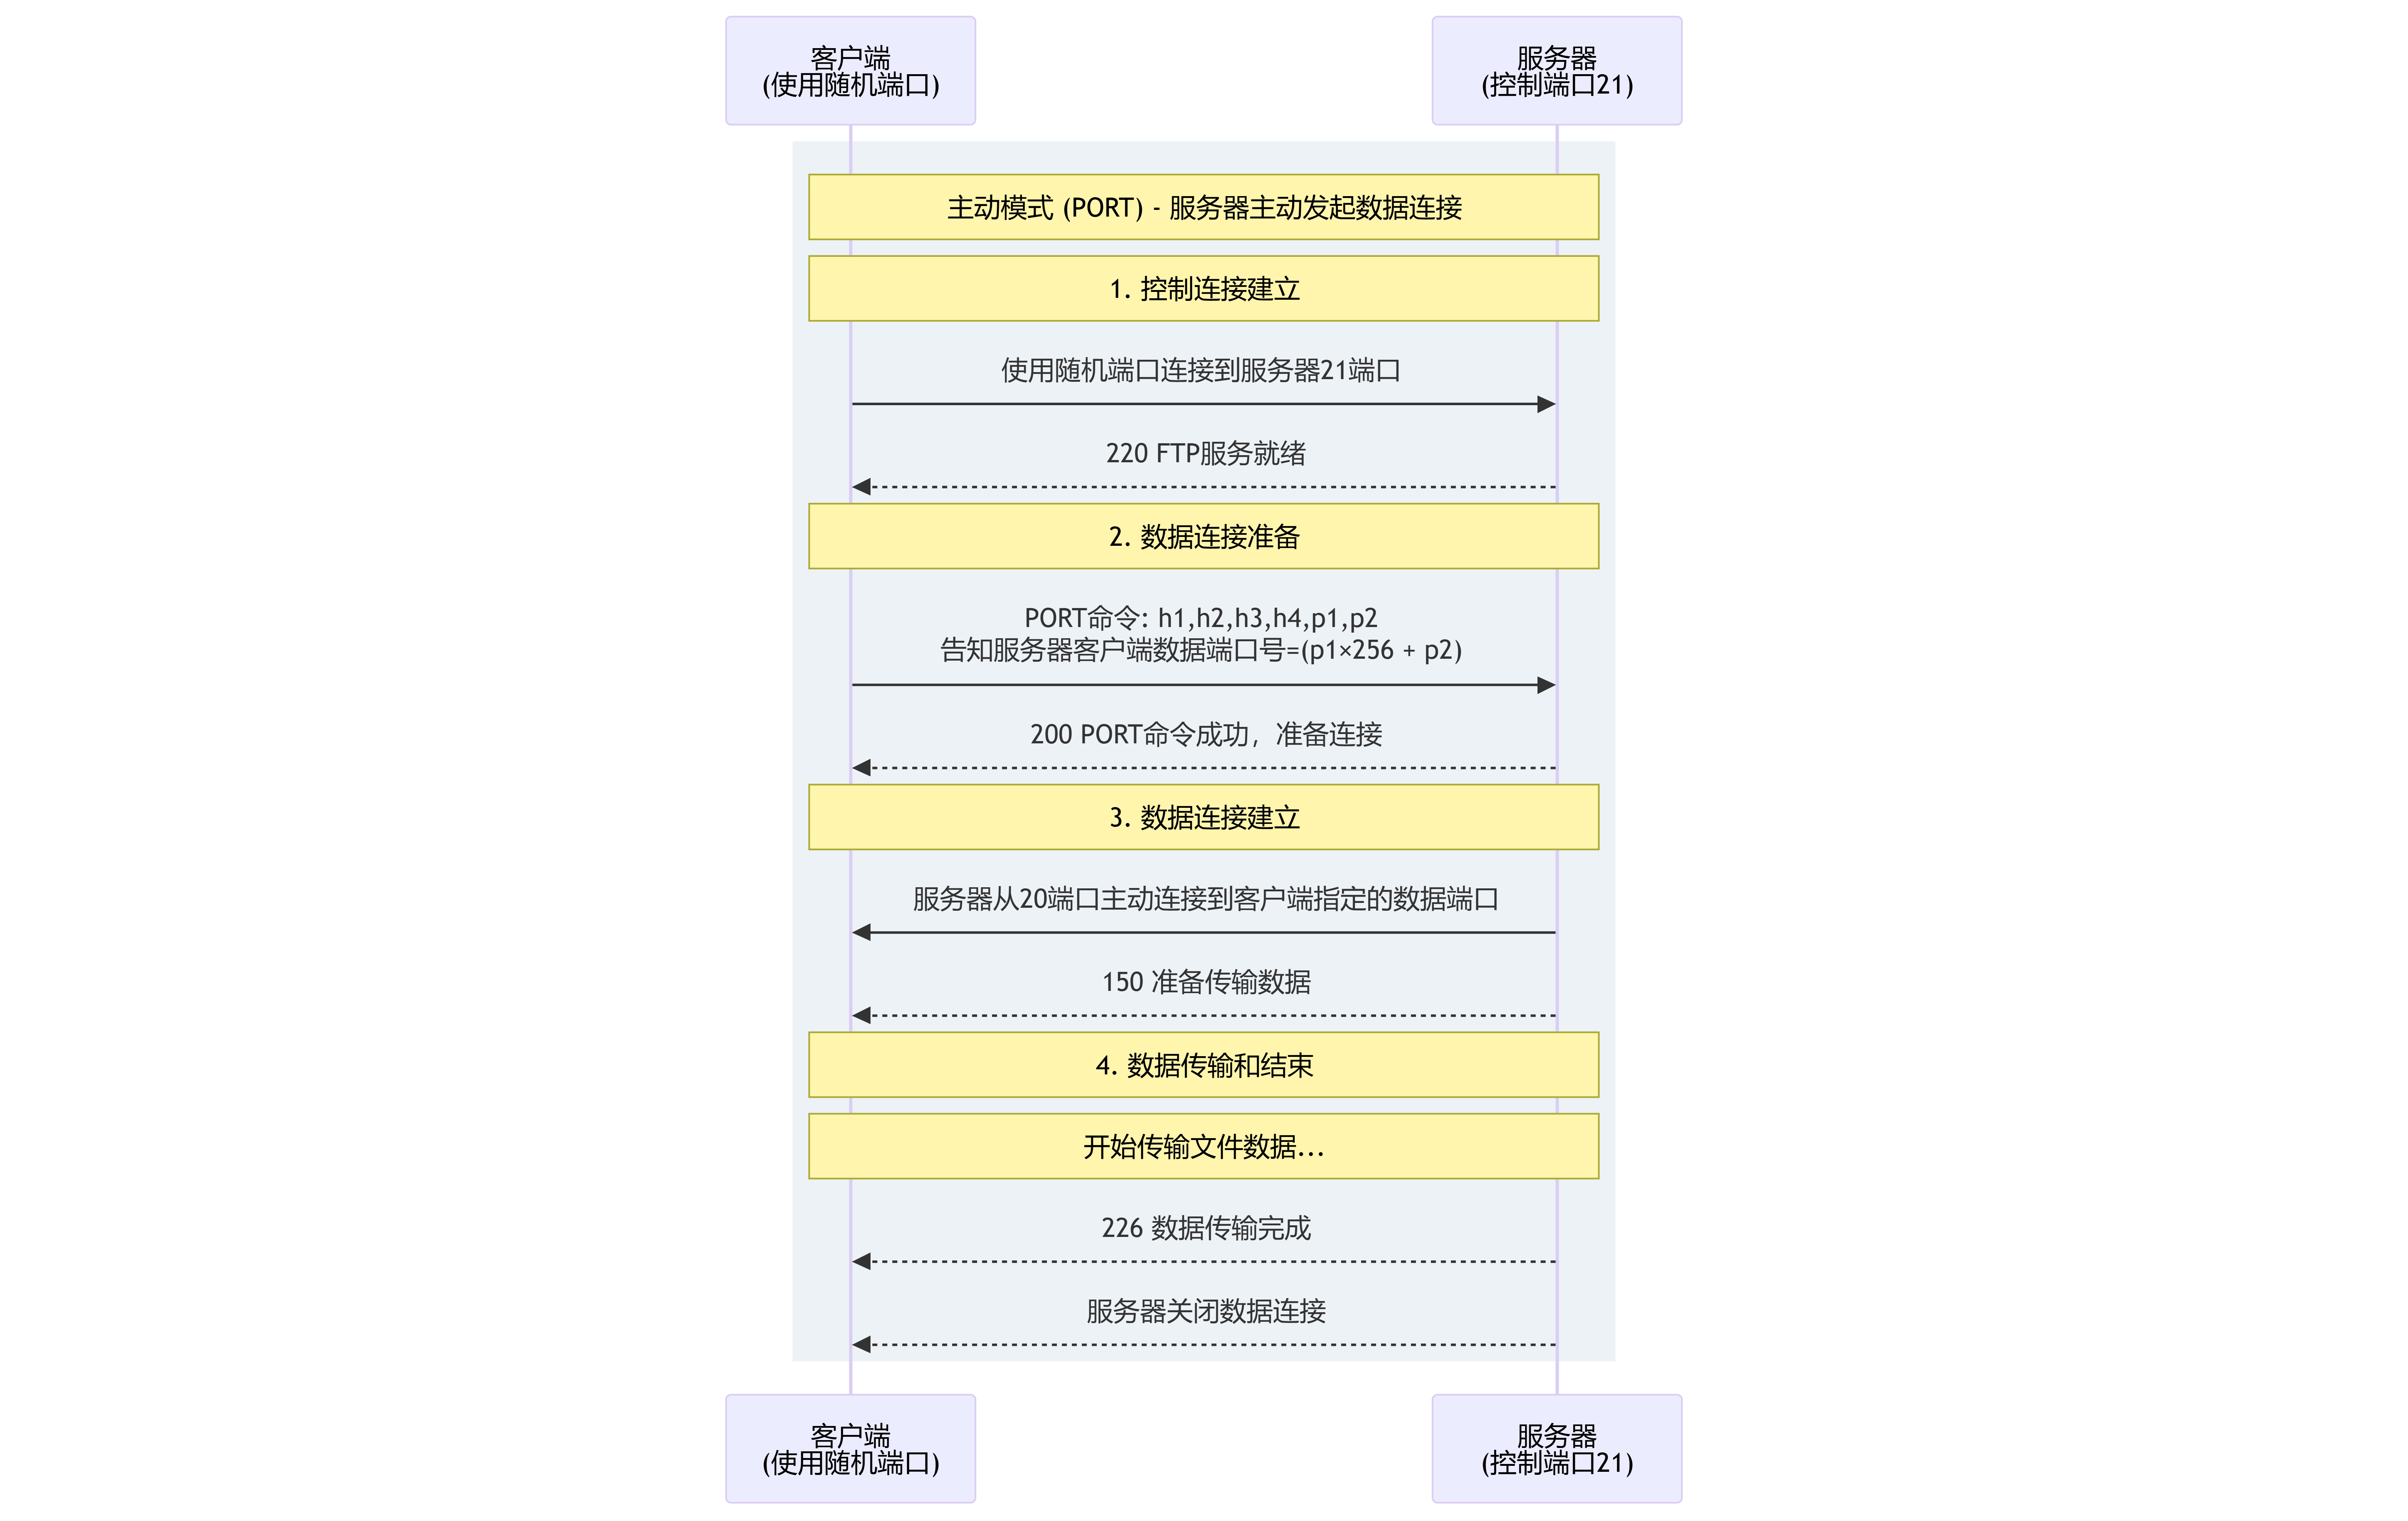 客户端
(使用随机端口)
服务器
(控制端口21)
主动模式 (PORT) - 服务器主动发起数据连接
1. 控制连接建立
使用随机端口连接到服务器21端口
220 FTP服务就绪
2. 数据连接准备
PORT命令: h1,h2,h3,h4,p1,p2
告知服务器客户端数据端口号=(p1×256 + p2)
200 PORT命令成功，准备连接
3. 数据连接建立
服务器从20端口主动连接到客户端指定的数据端口
150 准备传输数据
4. 数据传输和结束
开始传输文件数据...
226 数据传输完成
服务器关闭数据连接
客户端
(使用随机端口)
服务器
(控制端口21)